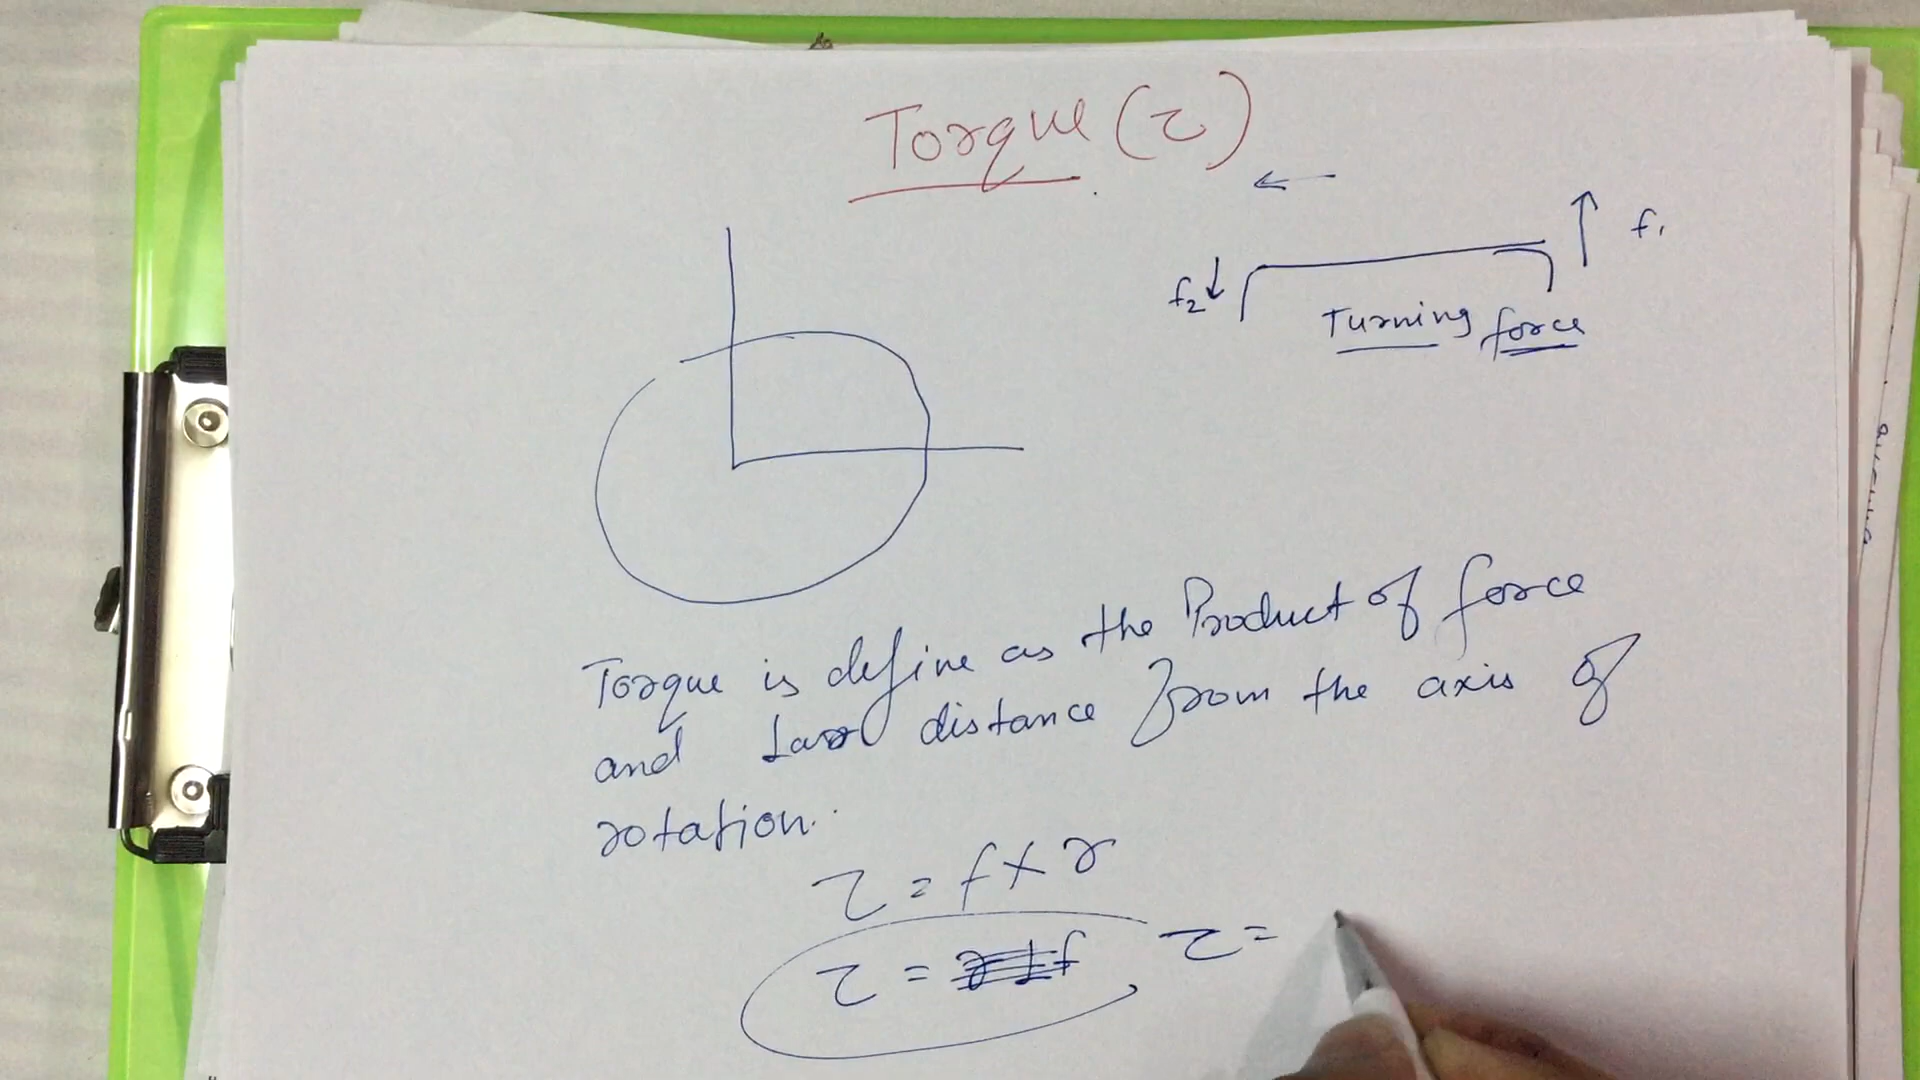 Torque (τ)
f₁
f₂
Turning force
Torque is define as the Product of force
and distance from the axis of
rotation.
τ = f × r
τ =
τ =